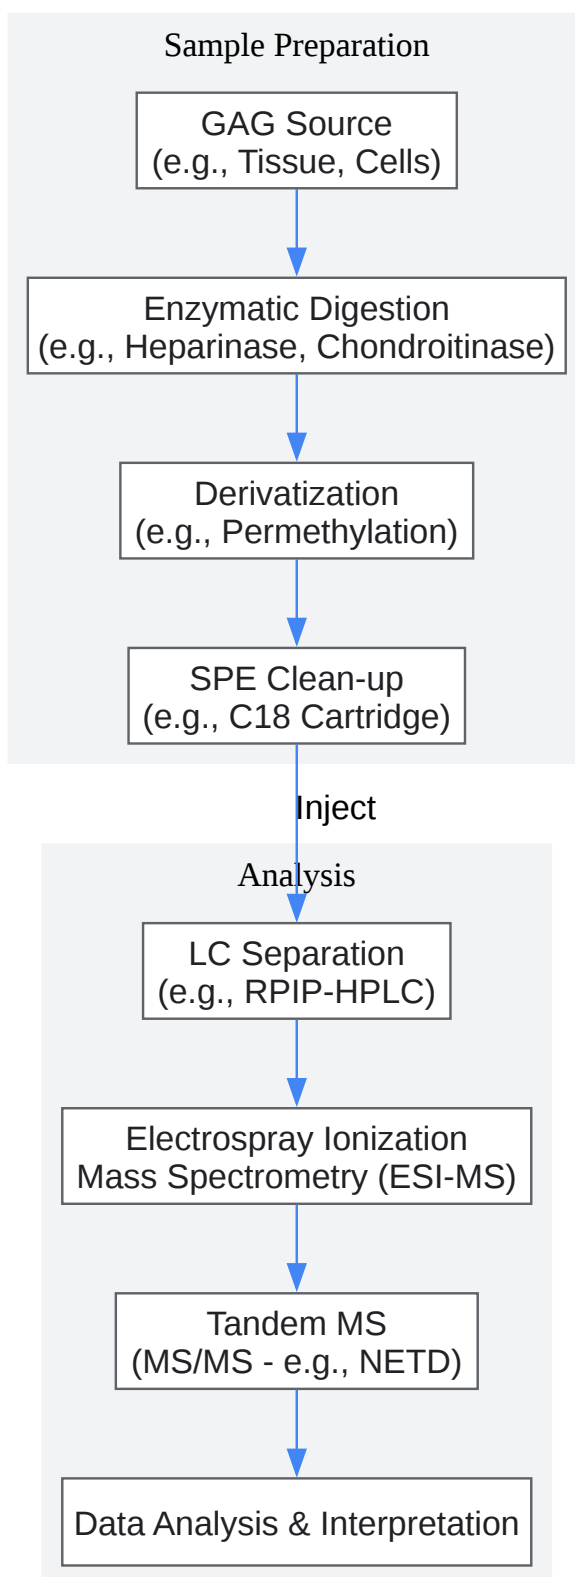 Sample Preparation
GAG Source
(e.g., Tissue, Cells)
Enzymatic Digestion
(e.g., Heparinase, Chondroitinase)
Derivatization
(e.g., Permethylation)
SPE Clean-up
(e.g., C18 Cartridge)
Inject
Analysis
LC Separation
(e.g., RPIP-HPLC)
Electrospray Ionization
Mass Spectrometry (ESI-MS)
Tandem MS
(MS/MS - e.g., NETD)
Data Analysis & Interpretation